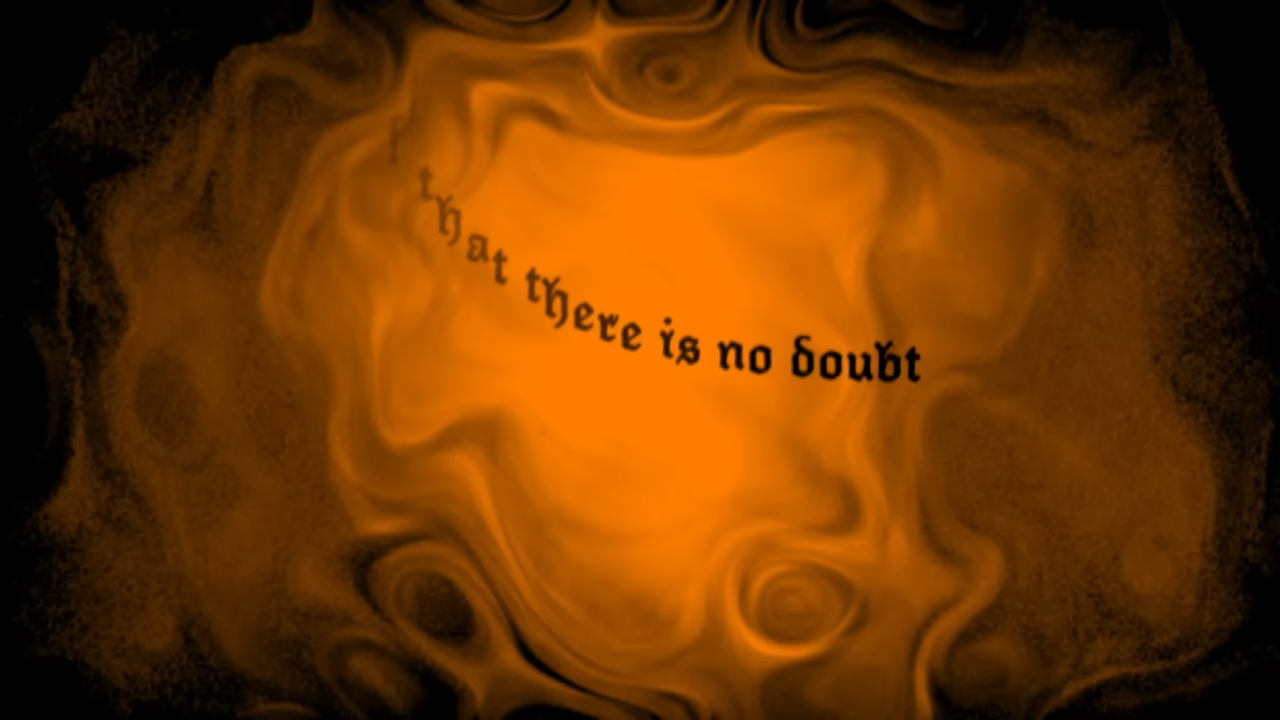 that there is no doubt